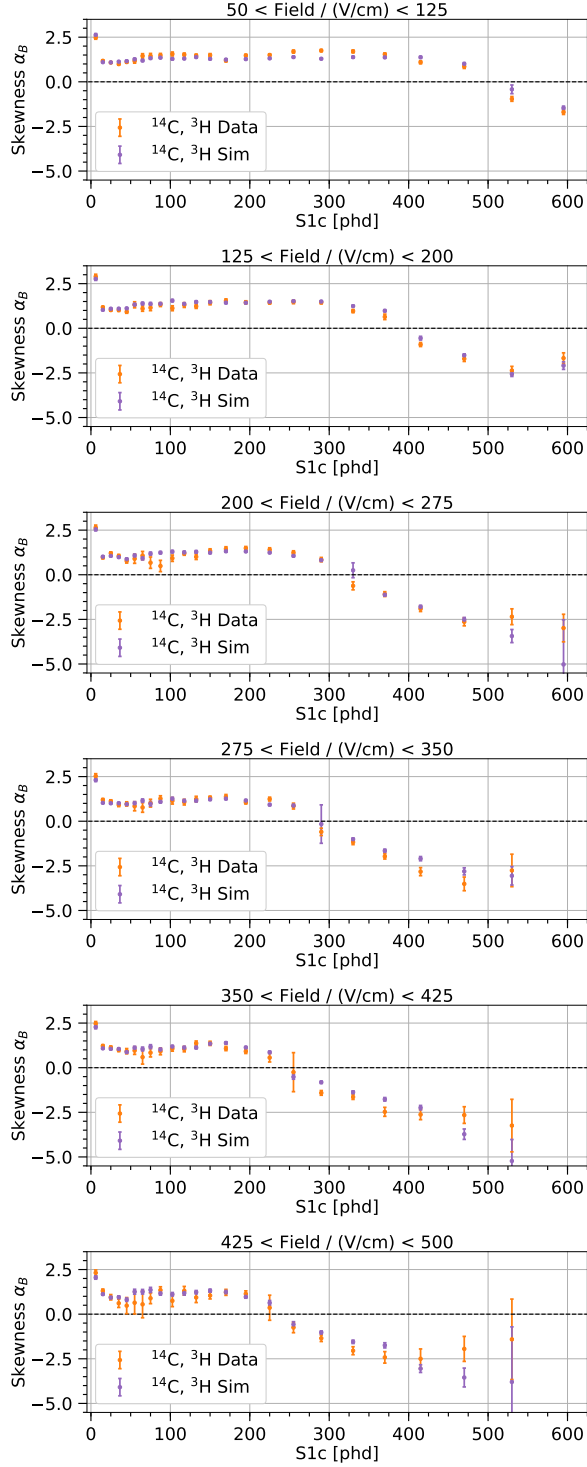 50 < Field / (V/cm) < 125
Skewness α_B
2.5
0.0
−2.5
−5.0
¹⁴C, ³H Data
¹⁴C, ³H Sim
0 100 200 300 400 500 600
S1c [phd]
125 < Field / (V/cm) < 200
Skewness α_B
2.5
0.0
−2.5
−5.0
¹⁴C, ³H Data
¹⁴C, ³H Sim
0 100 200 300 400 500 600
S1c [phd]
200 < Field / (V/cm) < 275
Skewness α_B
2.5
0.0
−2.5
−5.0
¹⁴C, ³H Data
¹⁴C, ³H Sim
0 100 200 300 400 500 600
S1c [phd]
275 < Field / (V/cm) < 350
Skewness α_B
2.5
0.0
−2.5
−5.0
¹⁴C, ³H Data
¹⁴C, ³H Sim
0 100 200 300 400 500 600
S1c [phd]
350 < Field / (V/cm) < 425
Skewness α_B
2.5
0.0
−2.5
−5.0
¹⁴C, ³H Data
¹⁴C, ³H Sim
0 100 200 300 400 500 600
S1c [phd]
425 < Field / (V/cm) < 500
Skewness α_B
2.5
0.0
−2.5
−5.0
¹⁴C, ³H Data
¹⁴C, ³H Sim
0 100 200 300 400 500 600
S1c [phd]